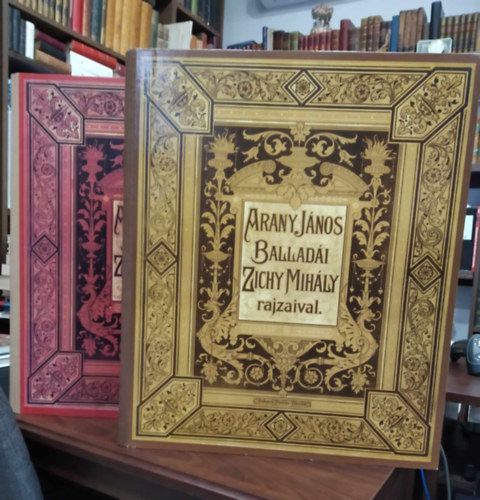 ARANY JÁNOS
BALLADÁI
ZICHY MIHÁLY
rajzaival.